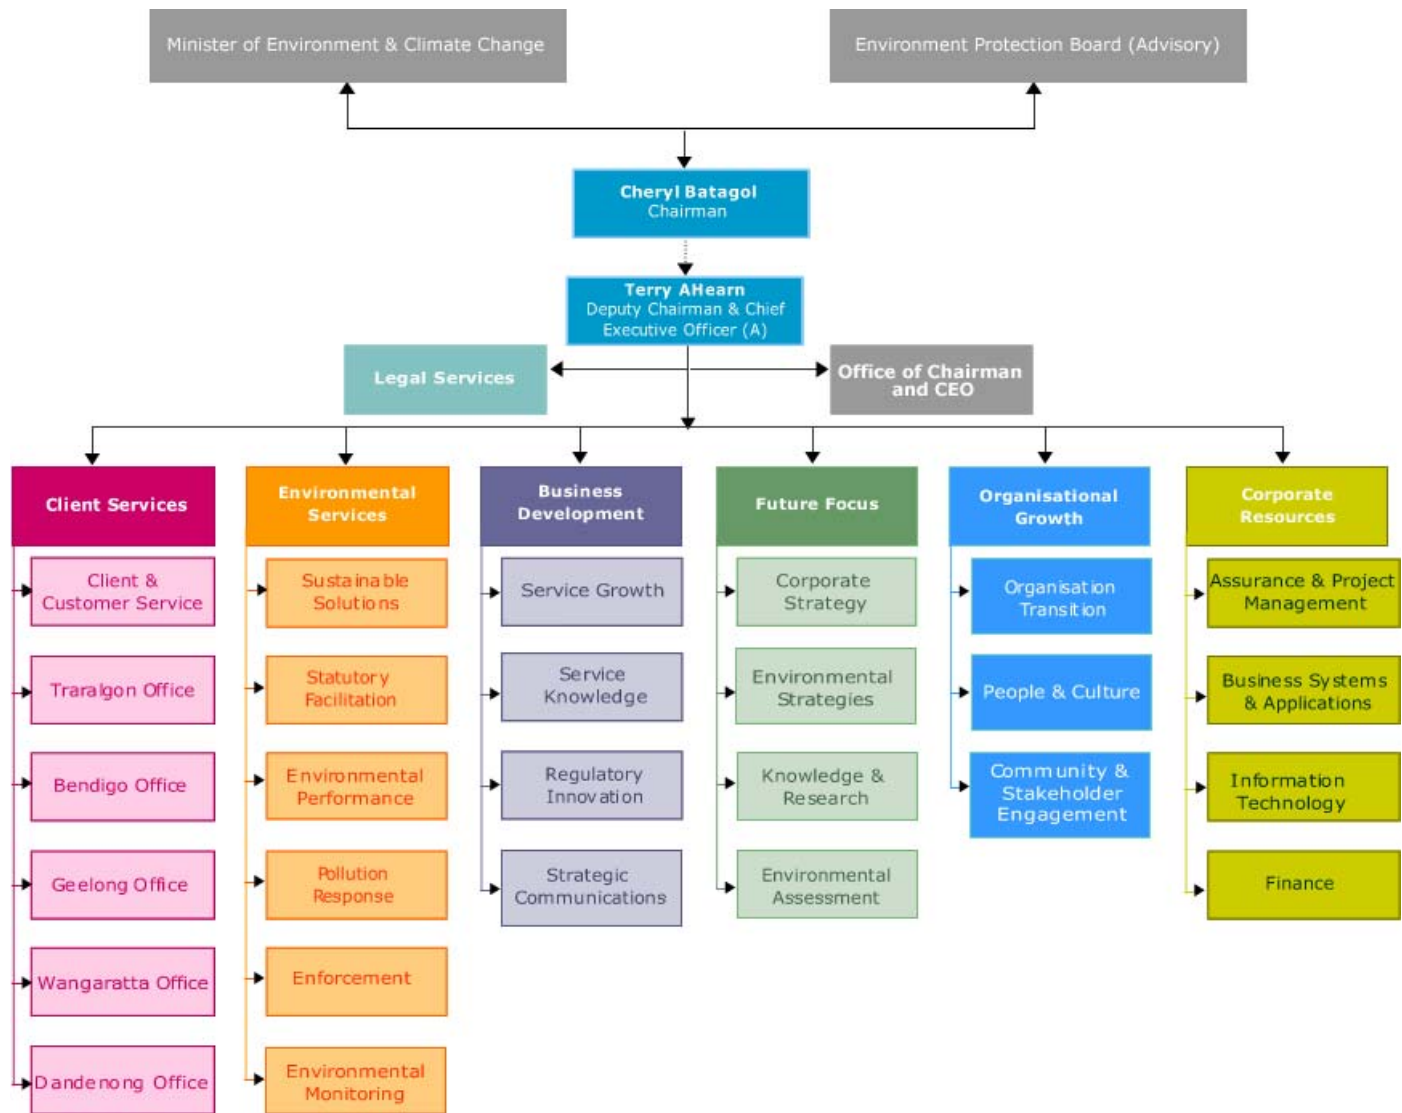 Minister of Environment & Climate Change
Environment Protection Board (Advisory)
Cheryl Batagol
Chairman
Terry AHearn
Deputy Chairman & Chief
Executive Officer (A)
Legal Services
Office of Chairman
and CEO
Client Services
Client &
Customer Service
Traralgon Office
Bendigo Office
Geelong Office
Wangaratta Office
Dandenong Office
Environmental
Services
Sustainable
Solutions
Statutory
Facilitation
Environmental
Performance
Pollution
Response
Enforcement
Environmental
Monitoring
Business
Development
Service Growth
Service
Knowledge
Regulatory
Innovation
Strategic
Communications
Future Focus
Corporate
Strategy
Environmental
Strategies
Knowledge &
Research
Environmental
Assessment
Organisational
Growth
Organisation
Transition
People & Culture
Community &
Stakeholder
Engagement
Corporate
Resources
Assurance & Project
Management
Business Systems
& Applications
Information
Technology
Finance